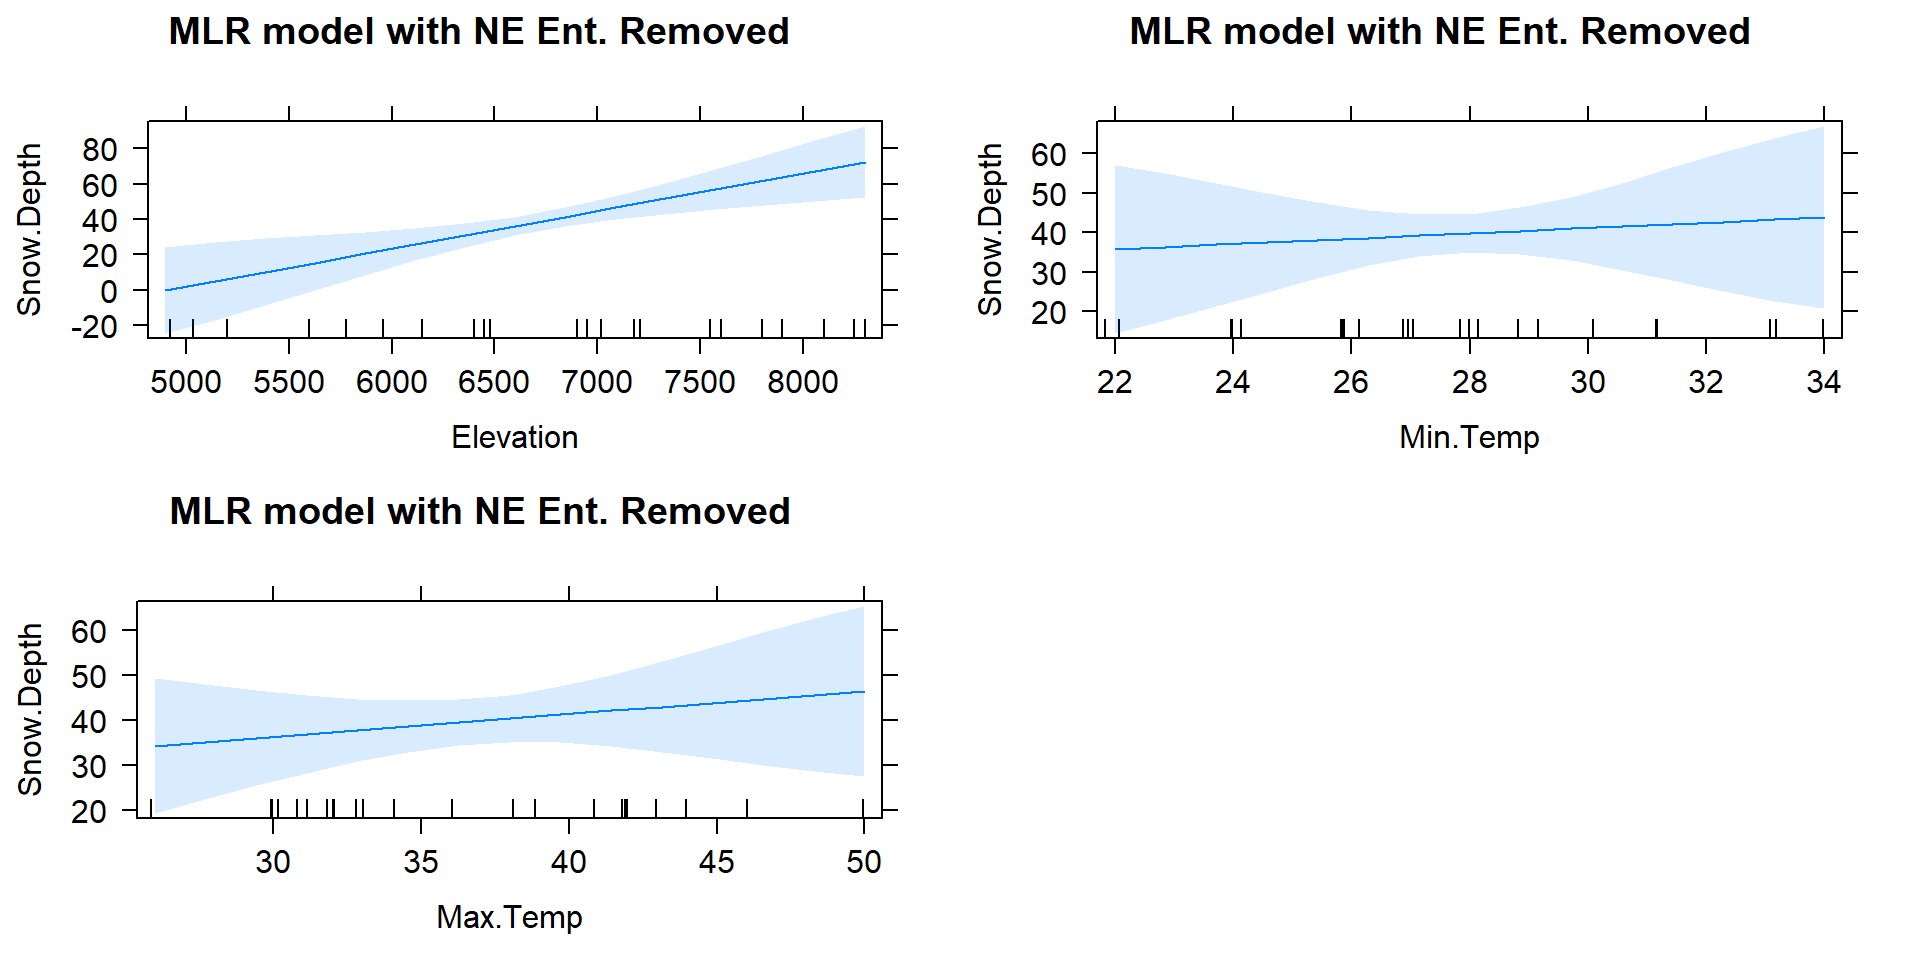 MLR model with NE Ent. Removed
Snow.Depth
80
60
40
20
0
-20
5000 5500 6000 6500 7000 7500 8000
Elevation
MLR model with NE Ent. Removed
Snow.Depth
60
50
40
30
20
22 24 26 28 30 32 34
Min.Temp
MLR model with NE Ent. Removed
Snow.Depth
60
50
40
30
20
30 35 40 45 50
Max.Temp